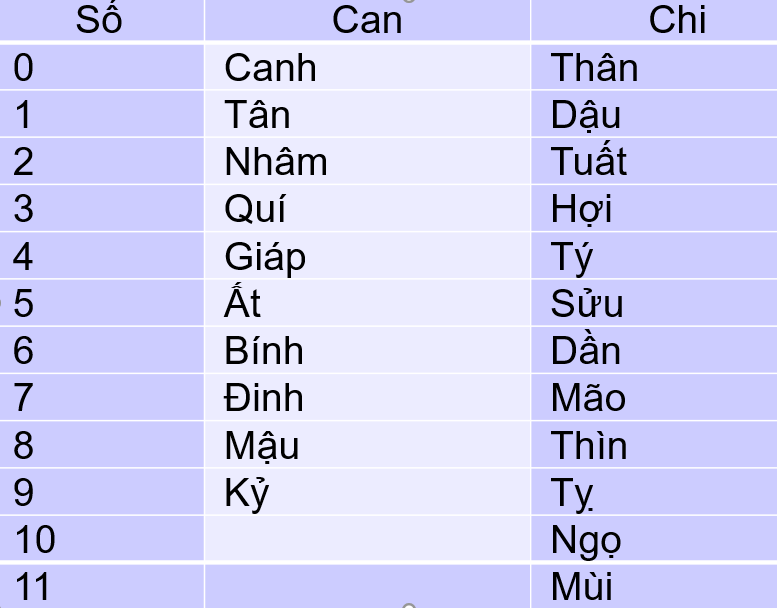 Số Can Chi
0 Canh Thân
1 Tân Dậu
2 Nhâm Tuất
3 Quí Hợi
4 Giáp Tý
5 Ất Sửu
6 Bính Dần
7 Đinh Mão
8 Mậu Thìn
9 Kỷ Tỵ
10 Ngọ
11 Mùi